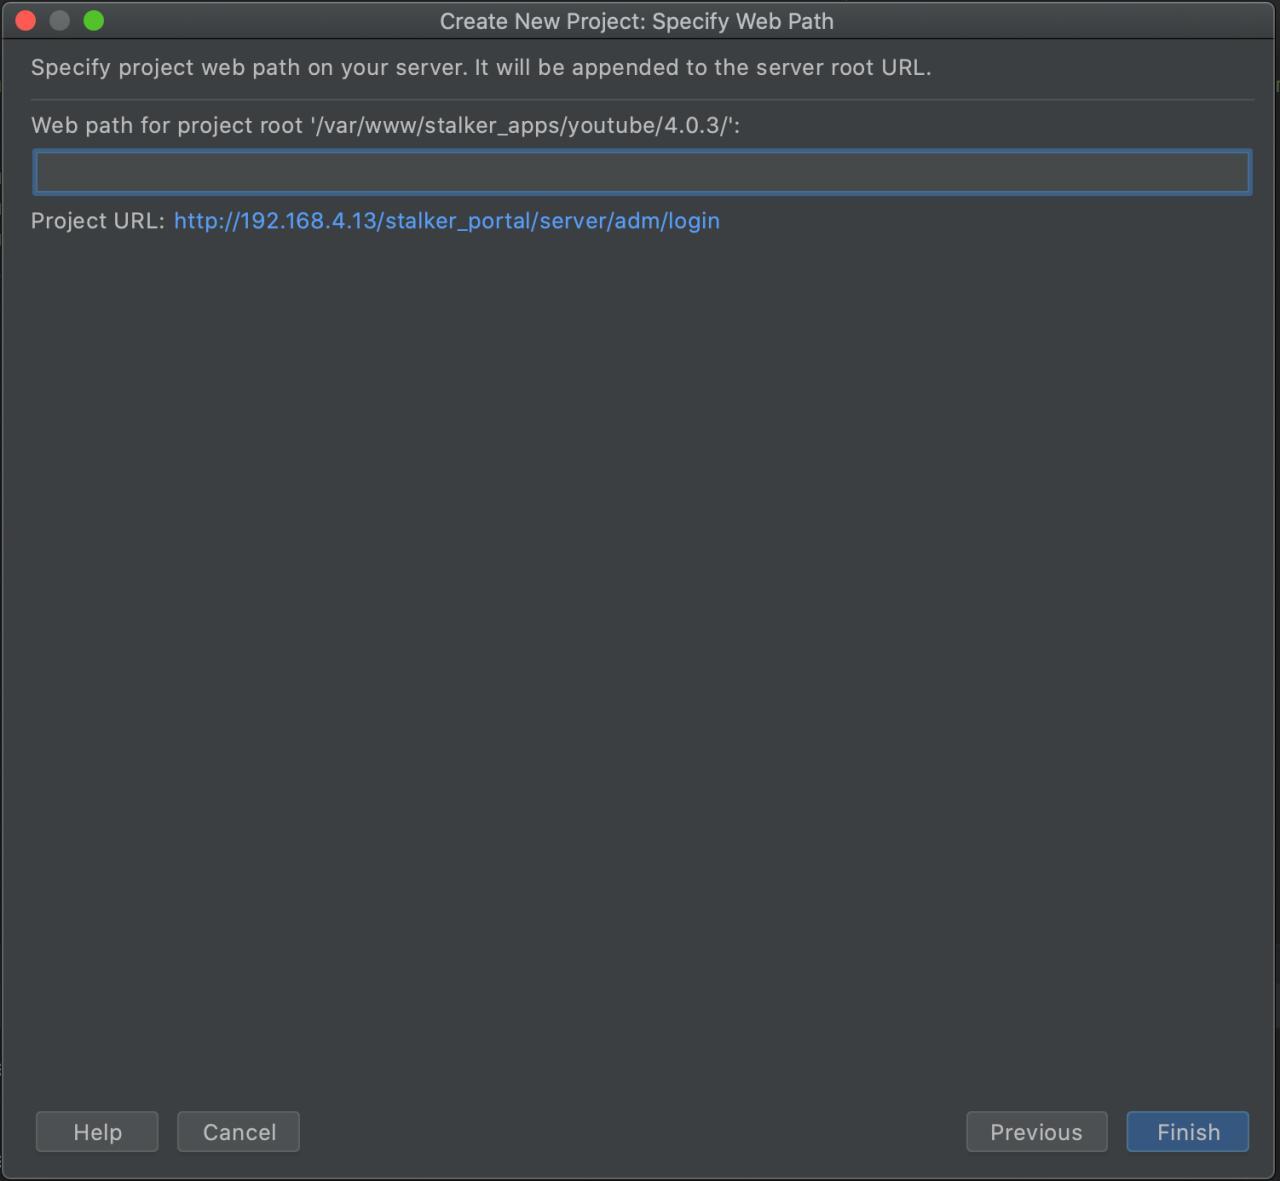 Create New Project: Specify Web Path
Specify project web path on your server. It will be appended to the server root URL.
Web path for project root '/var/www/stalker_apps/youtube/4.0.3/':
Project URL: http://192.168.4.13/stalker_portal/server/adm/login
Help Cancel Previous Finish